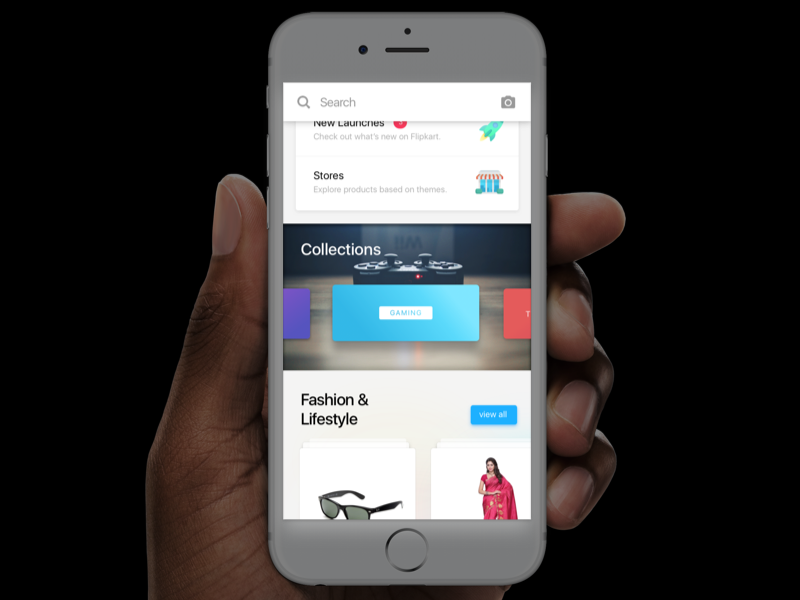 Search
New Launches
Check out what's new on Flipkart.
Stores
Explore products based on themes.
Collections
GAMING
T
Fashion &
Lifestyle
view all